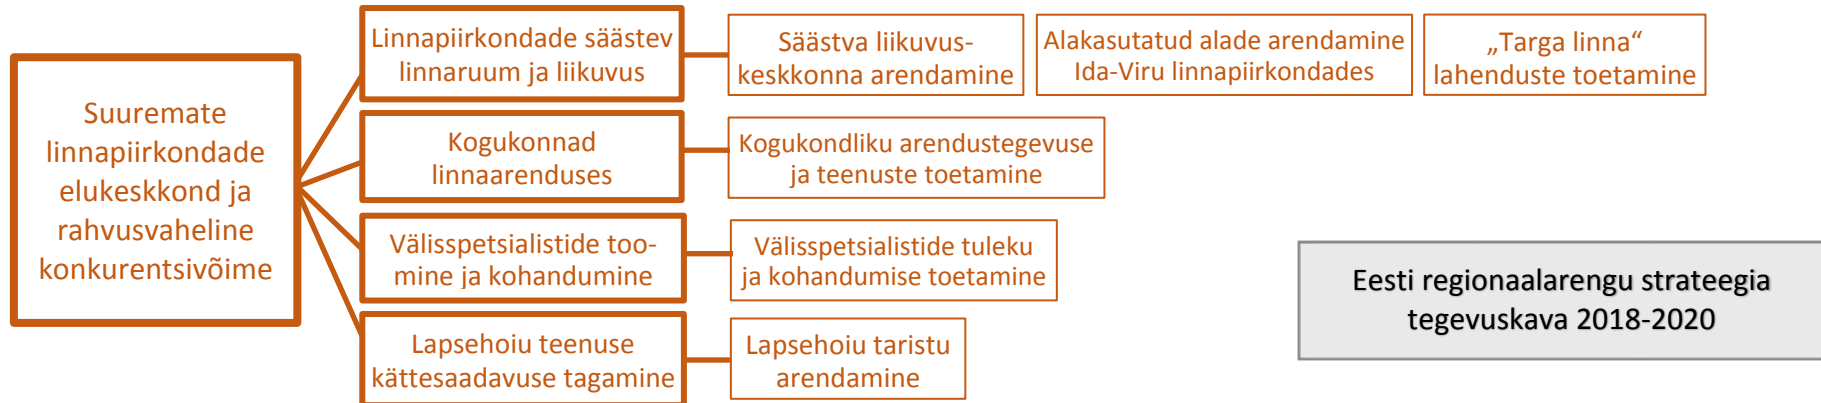 Suuremate
linnapiirkondade
elukeskkond ja
rahvusvaheline
konkurentsivõime
Linnapiirkondade säästev
linnaruum ja liikuvus
Säästva liikuvus-
keskkonna arendamine
Alakasutatud alade arendamine
Ida-Viru linnapiirkondades
„Targa linna“
lahenduste toetamine
Kogukonnad
linnaarenduses
Kogukondliku arendustegevuse
ja teenuste toetamine
Välisspetsialistide too-
mine ja kohandumine
Välisspetsialistide tuleku
ja kohandumise toetamine
Lapsehoiu teenuse
kättesaadavuse tagamine
Lapsehoiu taristu
arendamine
Eesti regionaalarengu strateegia
tegevuskava 2018-2020